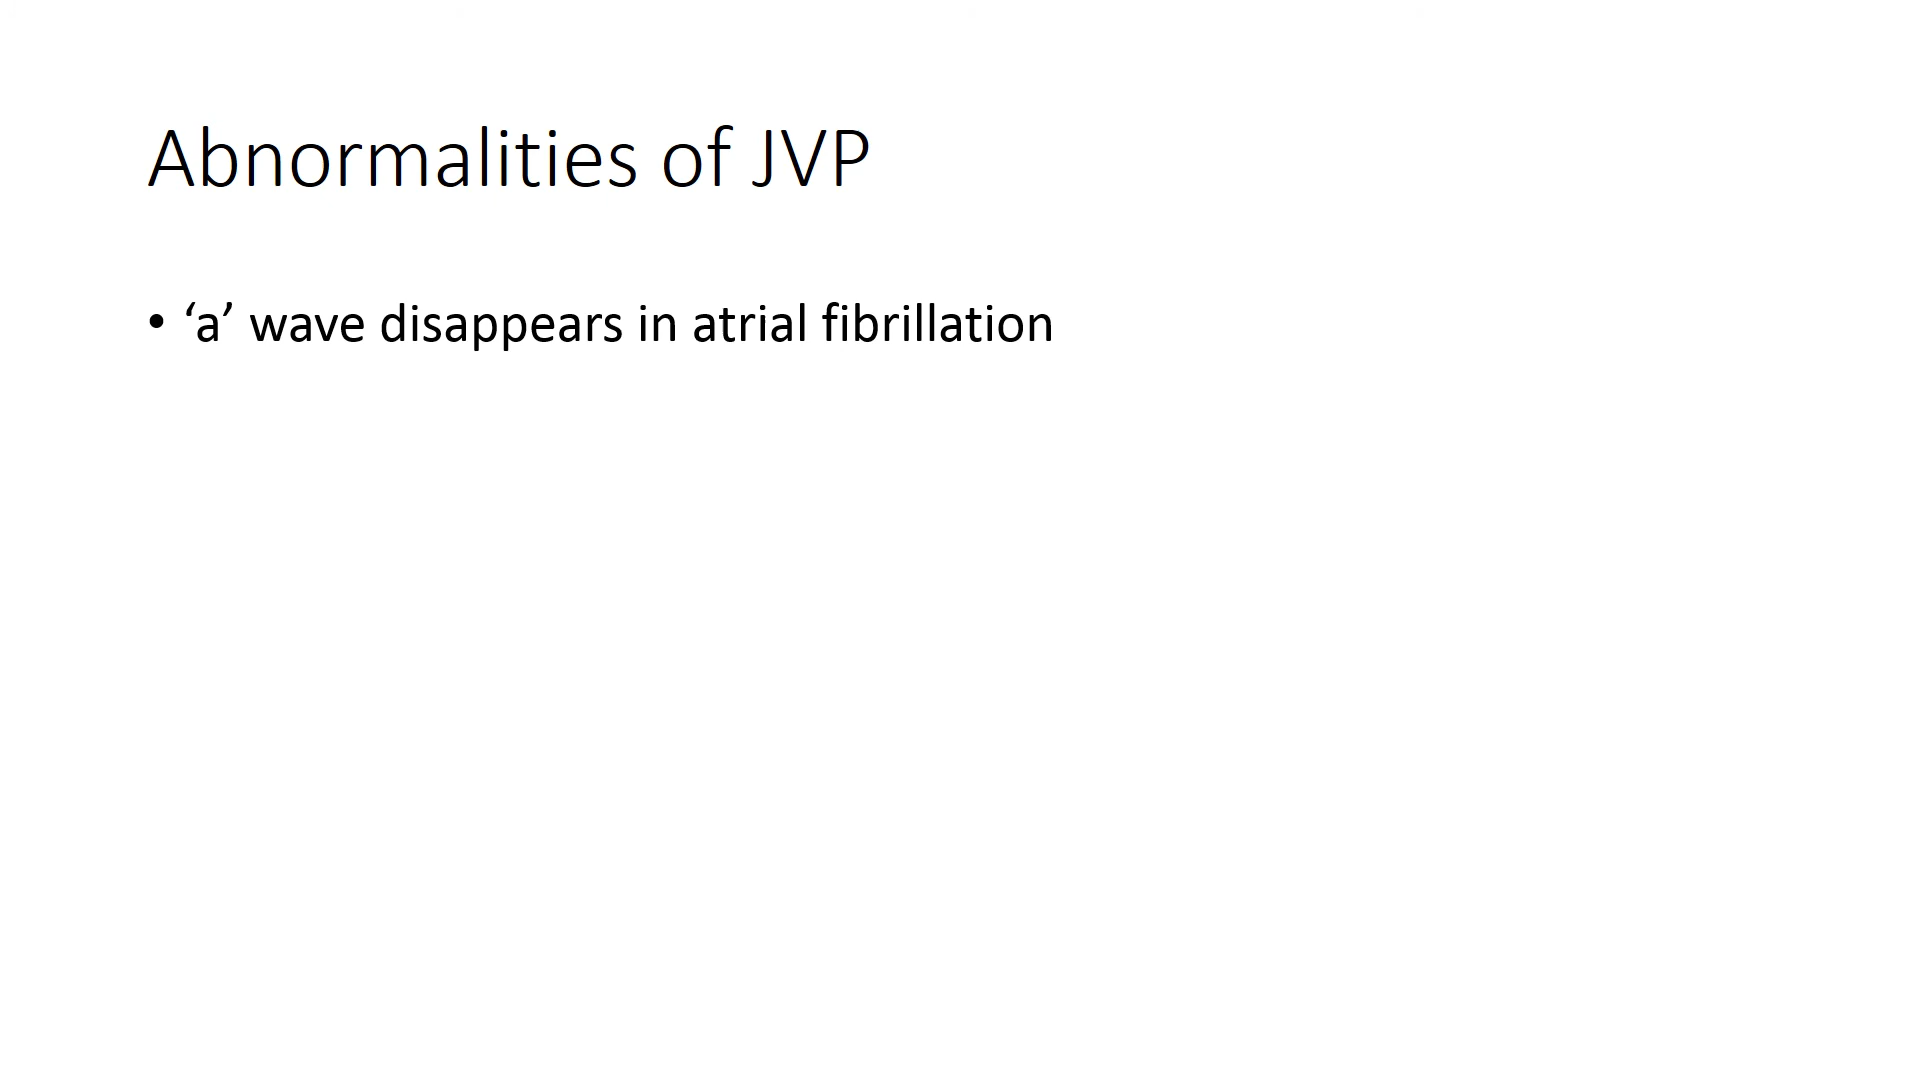 Abnormalities of JVP
• ‘a’ wave disappears in atrial fibrillation